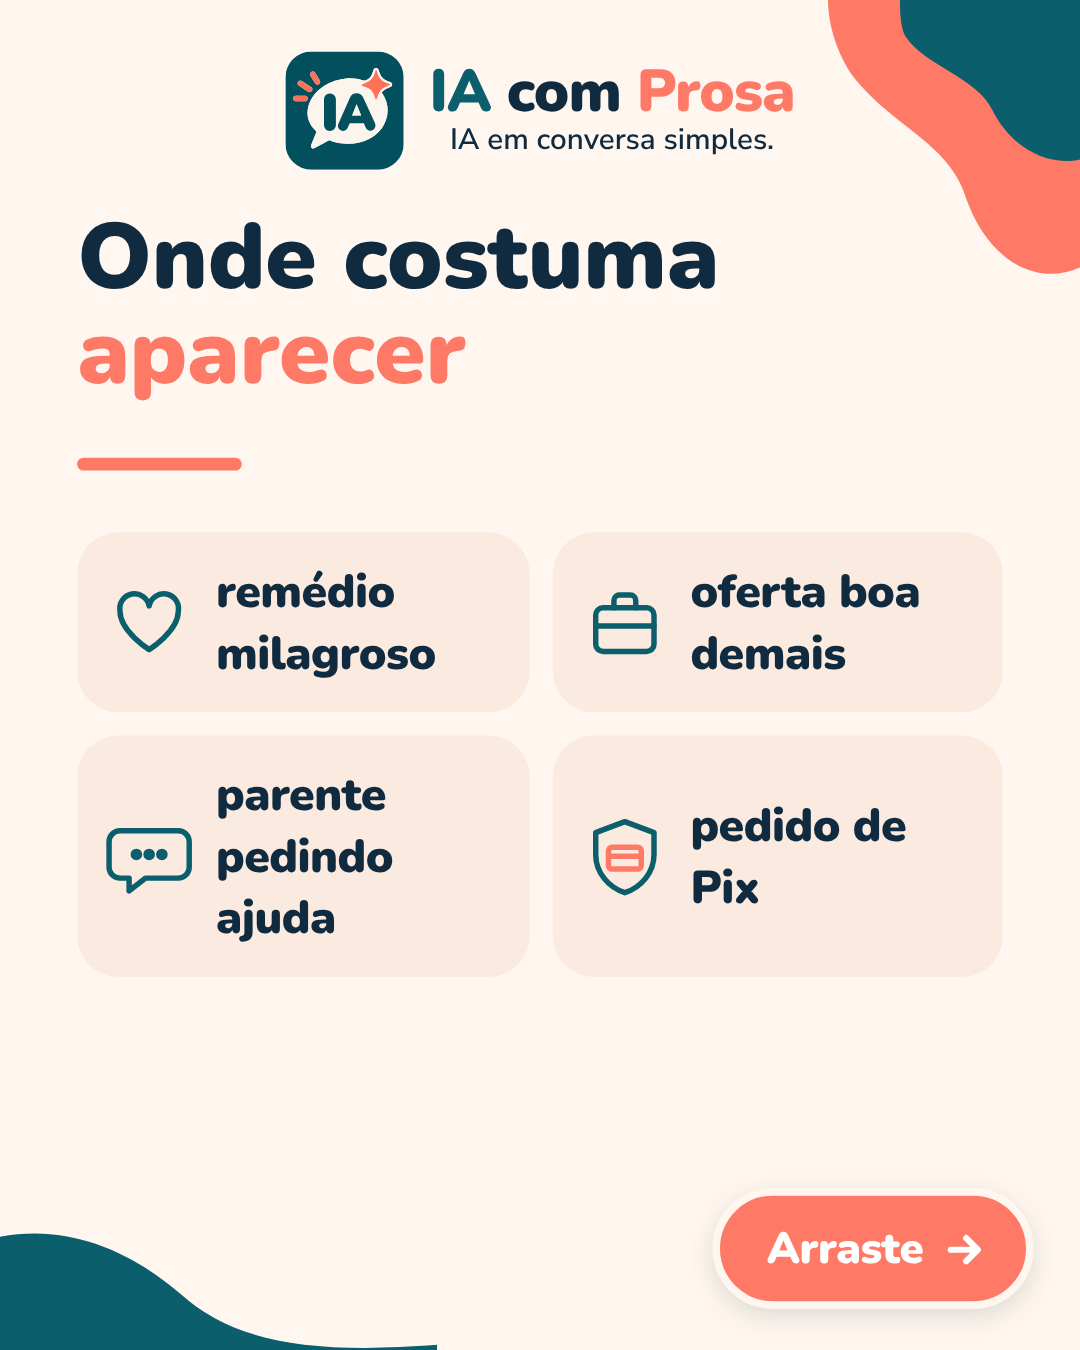 IA
IA com Prosa
IA em conversa simples.
Onde costuma
aparecer
remédio
milagroso
oferta boa
demais
parente
pedindo
ajuda
pedido de
Pix
Arraste →